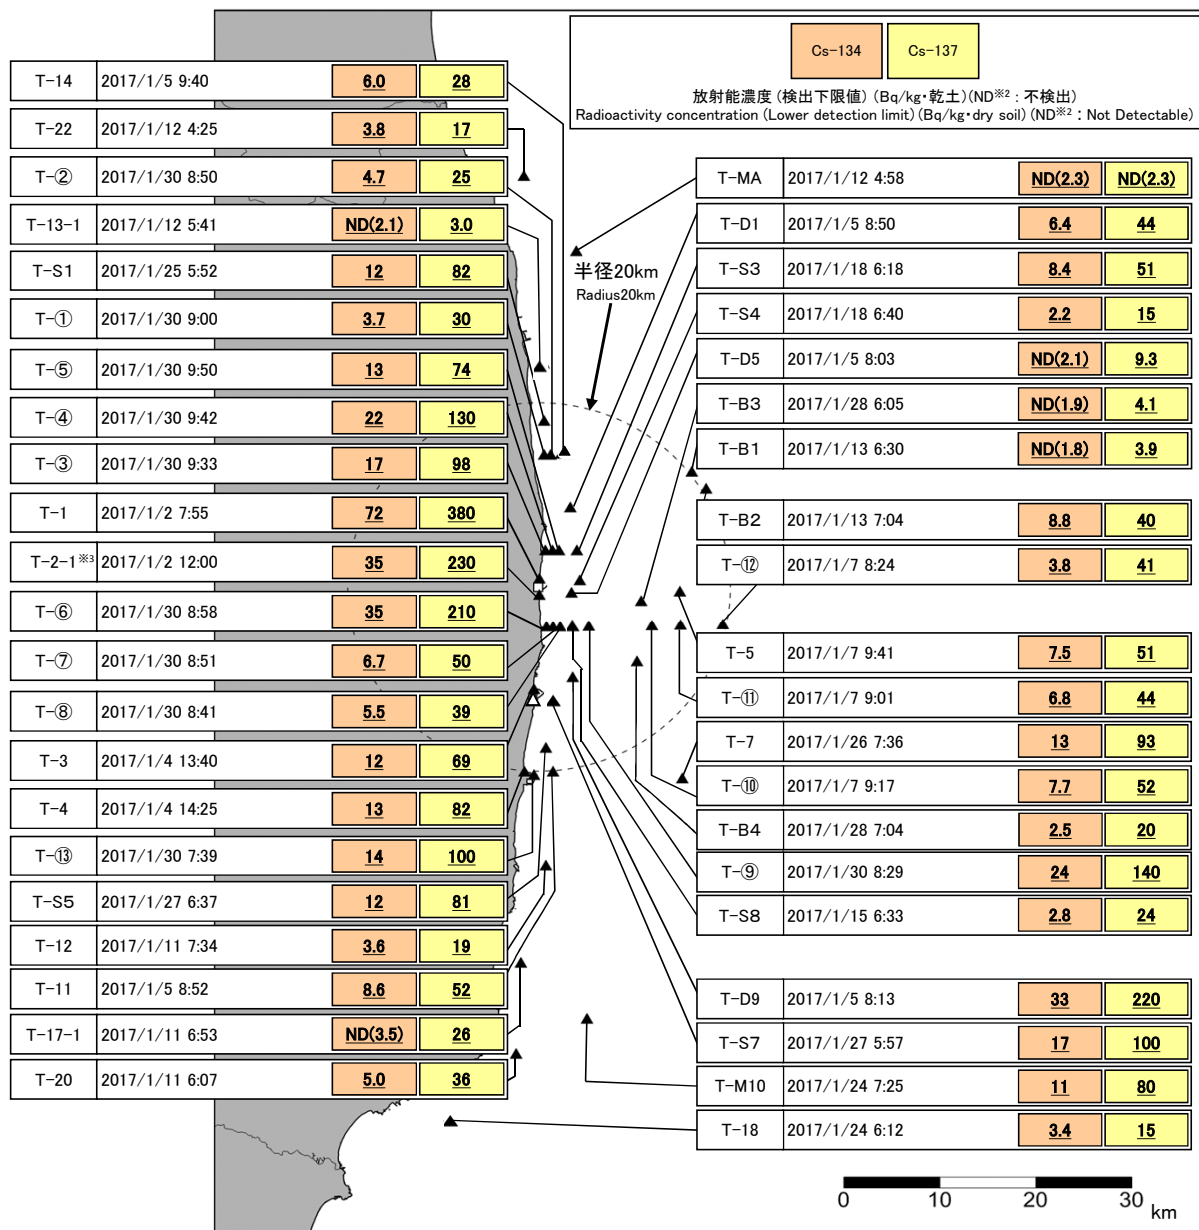 Cs-134 Cs-137
放射能濃度 (検出下限値) (Bq/kg・乾土)(ND※2 : 不検出)
Radioactivity concentration (Lower detection limit) (Bq/kg・dry soil) (ND※2 : Not Detectable)
T-14 2017/1/5 9:40 6.0 28
T-22 2017/1/12 4:25 3.8 17
T-② 2017/1/30 8:50 4.7 25
T-13-1 2017/1/12 5:41 ND(2.1) 3.0
T-S1 2017/1/25 5:52 12 82
T-① 2017/1/30 9:00 3.7 30
T-⑤ 2017/1/30 9:50 13 74
T-④ 2017/1/30 9:42 22 130
T-③ 2017/1/30 9:33 17 98
T-1 2017/1/2 7:55 72 380
T-2-1※3 2017/1/2 12:00 35 230
T-⑥ 2017/1/30 8:58 35 210
T-⑦ 2017/1/30 8:51 6.7 50
T-⑧ 2017/1/30 8:41 5.5 39
T-3 2017/1/4 13:40 12 69
T-4 2017/1/4 14:25 13 82
T-⑬ 2017/1/30 7:39 14 100
T-S5 2017/1/27 6:37 12 81
T-12 2017/1/11 7:34 3.6 19
T-11 2017/1/5 8:52 8.6 52
T-17-1 2017/1/11 6:53 ND(3.5) 26
T-20 2017/1/11 6:07 5.0 36
半径20km
Radius20km
T-MA 2017/1/12 4:58 ND(2.3) ND(2.3)
T-D1 2017/1/5 8:50 6.4 44
T-S3 2017/1/18 6:18 8.4 51
T-S4 2017/1/18 6:40 2.2 15
T-D5 2017/1/5 8:03 ND(2.1) 9.3
T-B3 2017/1/28 6:05 ND(1.9) 4.1
T-B1 2017/1/13 6:30 ND(1.8) 3.9
T-B2 2017/1/13 7:04 8.8 40
T-⑫ 2017/1/7 8:24 3.8 41
T-5 2017/1/7 9:41 7.5 51
T-⑪ 2017/1/7 9:01 6.8 44
T-7 2017/1/26 7:36 13 93
T-⑩ 2017/1/7 9:17 7.7 52
T-B4 2017/1/28 7:04 2.5 20
T-⑨ 2017/1/30 8:29 24 140
T-S8 2017/1/15 6:33 2.8 24
T-D9 2017/1/5 8:13 33 220
T-S7 2017/1/27 5:57 17 100
T-M10 2017/1/24 7:25 11 80
T-18 2017/1/24 6:12 3.4 15
0 10 20 30 km